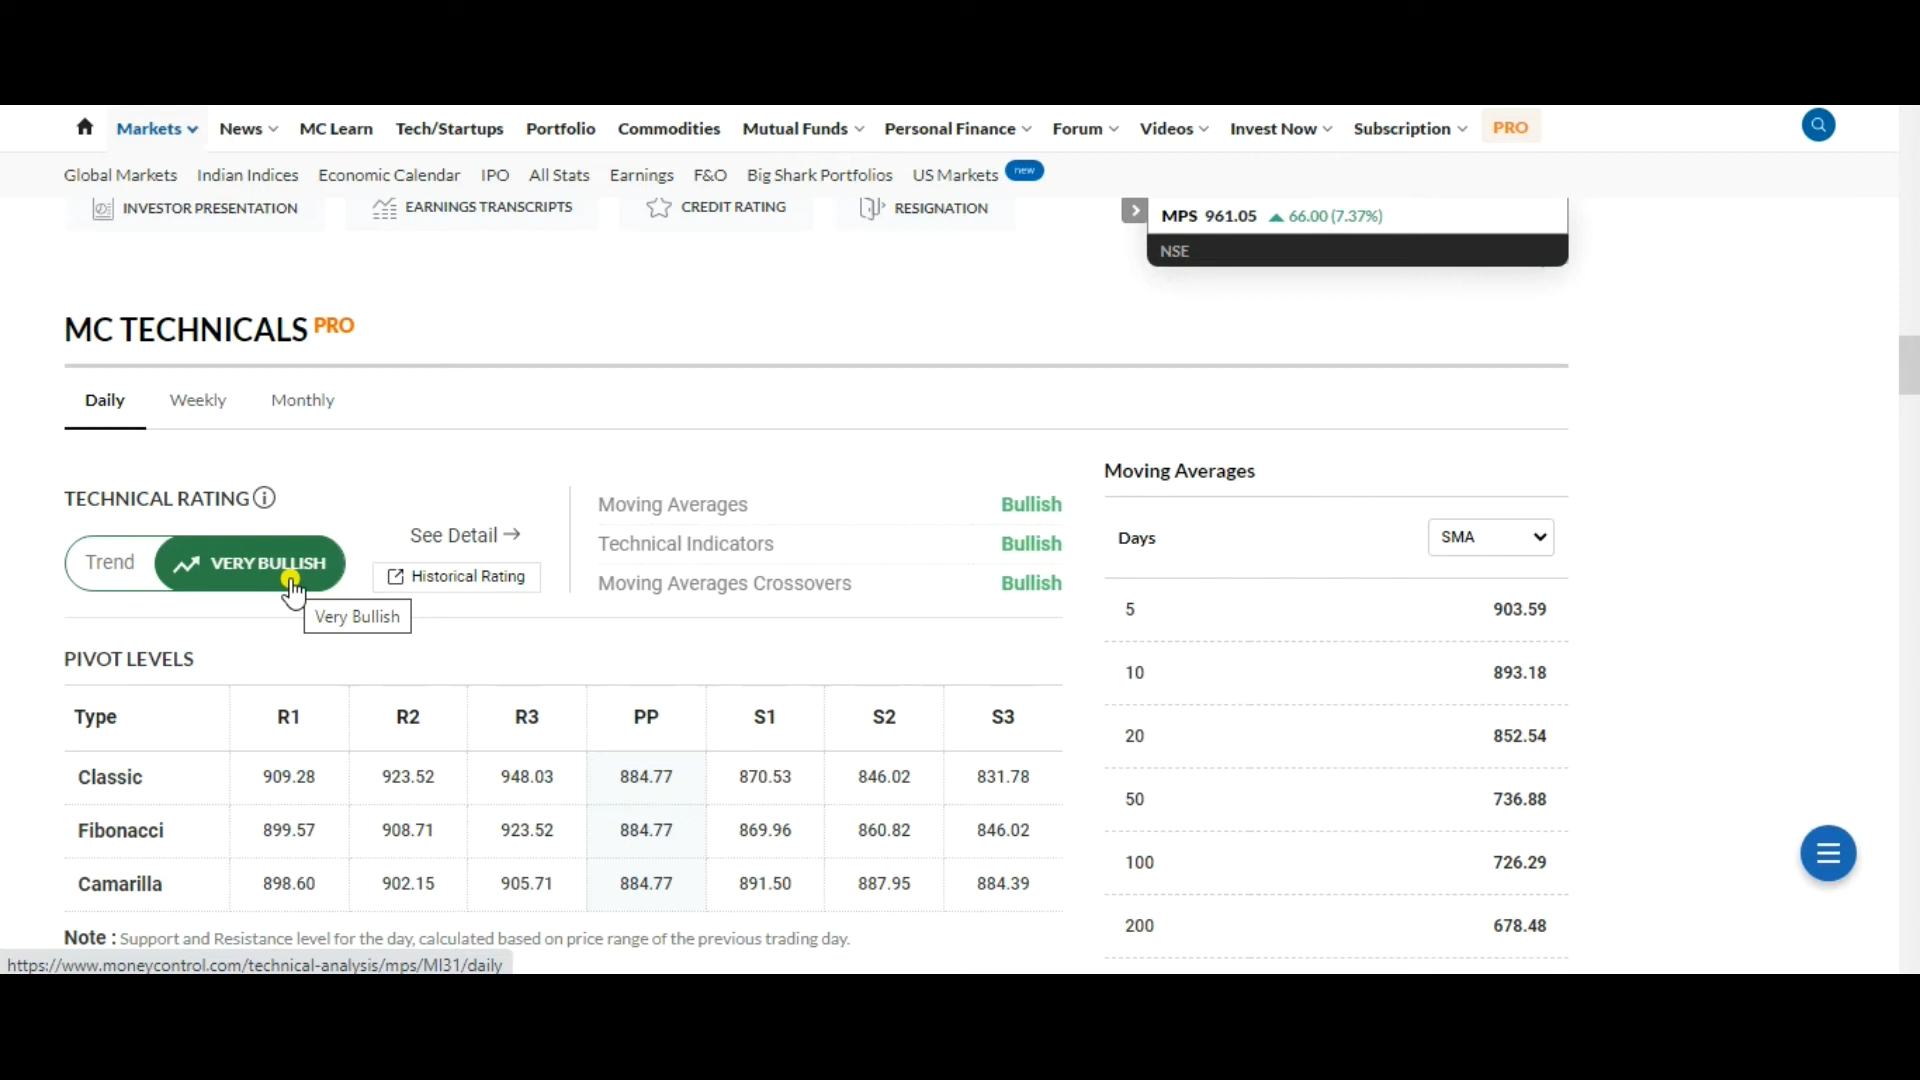 Markets News MC Learn Tech/Startups Portfolio Commodities Mutual Funds Personal Finance Forum Videos Invest Now Subscription PRO
Global Markets Indian Indices Economic Calendar IPO All Stats Earnings F&O Big Shark Portfolios US Markets new
INVESTOR PRESENTATION EARNINGS TRANSCRIPTS CREDIT RATING RESIGNATION
MPS 961.05 66.00 (7.37%)
NSE
MC TECHNICALS PRO
Daily Weekly Monthly
TECHNICAL RATING
Trend VERY BULLISH
See Detail
Historical Rating
Very Bullish
Moving Averages Bullish
Technical Indicators Bullish
Moving Averages Crossovers Bullish
PIVOT LEVELS
Type R1 R2 R3 PP S1 S2 S3
Classic 909.28 923.52 948.03 884.77 870.53 846.02 831.78
Fibonacci 899.57 908.71 923.52 884.77 869.96 860.82 846.02
Camarilla 898.60 902.15 905.71 884.77 891.50 887.95 884.39
Note : Support and Resistance level for the day, calculated based on price range of the previous trading day.
Moving Averages
Days SMA
5 903.59
10 893.18
20 852.54
50 736.88
100 726.29
200 678.48
https://www.moneycontrol.com/technical-analysis/mps/MI31/daily